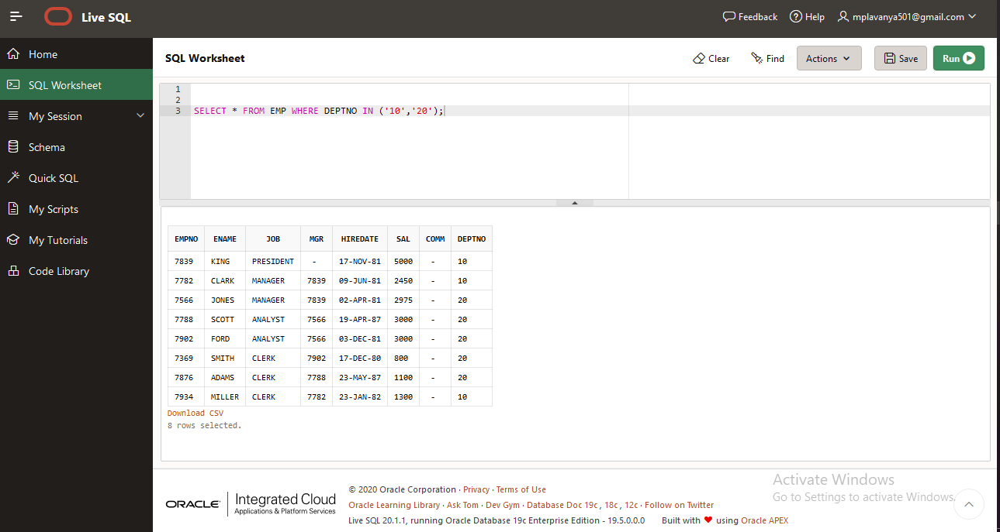 Live SQL
Feedback Help mplavanya501@gmail.com
Home
SQL Worksheet
My Session
Schema
Quick SQL
My Scripts
My Tutorials
Code Library
SQL Worksheet
Clear Find Actions Save Run
1
2
3 SELECT * FROM EMP WHERE DEPTNO IN ('10','20');
EMPNO ENAME JOB MGR HIREDATE SAL COMM DEPTNO
7839 KING PRESIDENT - 17-NOV-81 5000 - 10
7782 CLARK MANAGER 7839 09-JUN-81 2450 - 10
7566 JONES MANAGER 7839 02-APR-81 2975 - 20
7788 SCOTT ANALYST 7566 19-APR-87 3000 - 20
7902 FORD ANALYST 7566 03-DEC-81 3000 - 20
7369 SMITH CLERK 7902 17-DEC-80 800 - 20
7876 ADAMS CLERK 7788 23-MAY-87 1100 - 20
7934 MILLER CLERK 7782 23-JAN-82 1300 - 10
Download CSV
8 rows selected.
ORACLE
Integrated Cloud
Applications & Platform Services
© 2020 Oracle Corporation · Privacy · Terms of Use
Oracle Learning Library · Ask Tom · Dev Gym · Database Doc 19c, 18c, 12c · Follow on Twitter
Live SQL 20.1.1, running Oracle Database 19c Enterprise Edition - 19.5.0.0.0 Built with ❤ using Oracle APEX
Activate Windows
Go to Settings to activate Windows.